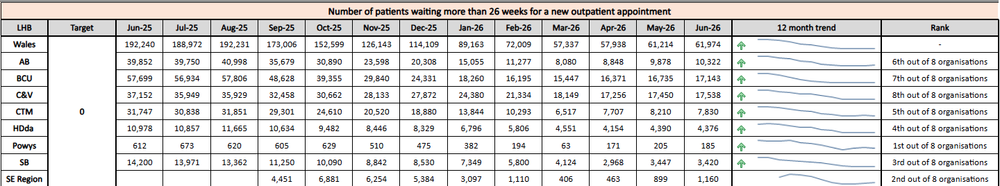 Number of patients waiting more than 26 weeks for a new outpatient appointment
LHB Target Jun-25 Jul-25 Aug-25 Sep-25 Oct-25 Nov-25 Dec-25 Jan-26 Feb-26 Mar-26 Apr-26 May-26 Jun-26 12 month trend Rank
Wales 192,240 188,972 192,231 173,006 152,599 126,143 114,109 89,163 72,009 57,337 57,938 61,214 61,974 -
AB 39,852 39,750 40,998 35,679 30,890 23,598 20,308 15,055 11,277 8,080 8,848 9,878 10,322 6th out of 8 organisations
BCU 57,699 56,934 57,806 48,628 39,355 29,840 24,331 18,260 16,195 15,447 16,371 16,735 17,143 7th out of 8 organisations
C&V 37,152 35,949 35,929 32,458 30,662 28,133 27,872 24,380 21,334 18,149 17,256 17,450 17,538 8th out of 8 organisations
CTM 0 31,747 30,838 31,851 29,301 24,610 20,520 18,880 13,844 10,293 6,517 7,707 8,210 7,830 5th out of 8 organisations
HDda 10,978 10,857 11,665 10,634 9,482 8,446 8,329 6,796 5,806 4,551 4,154 4,390 4,376 4th out of 8 organisations
Powys 612 673 620 605 629 510 475 382 194 63 171 205 185 1st out of 8 organisations
SB 14,200 13,971 13,362 11,250 10,090 8,842 8,530 7,349 5,800 4,124 2,968 3,447 3,420 3rd out of 8 organisations
SE Region 4,451 6,881 6,254 5,384 3,097 1,110 406 463 899 1,160 2nd out of 8 organisations